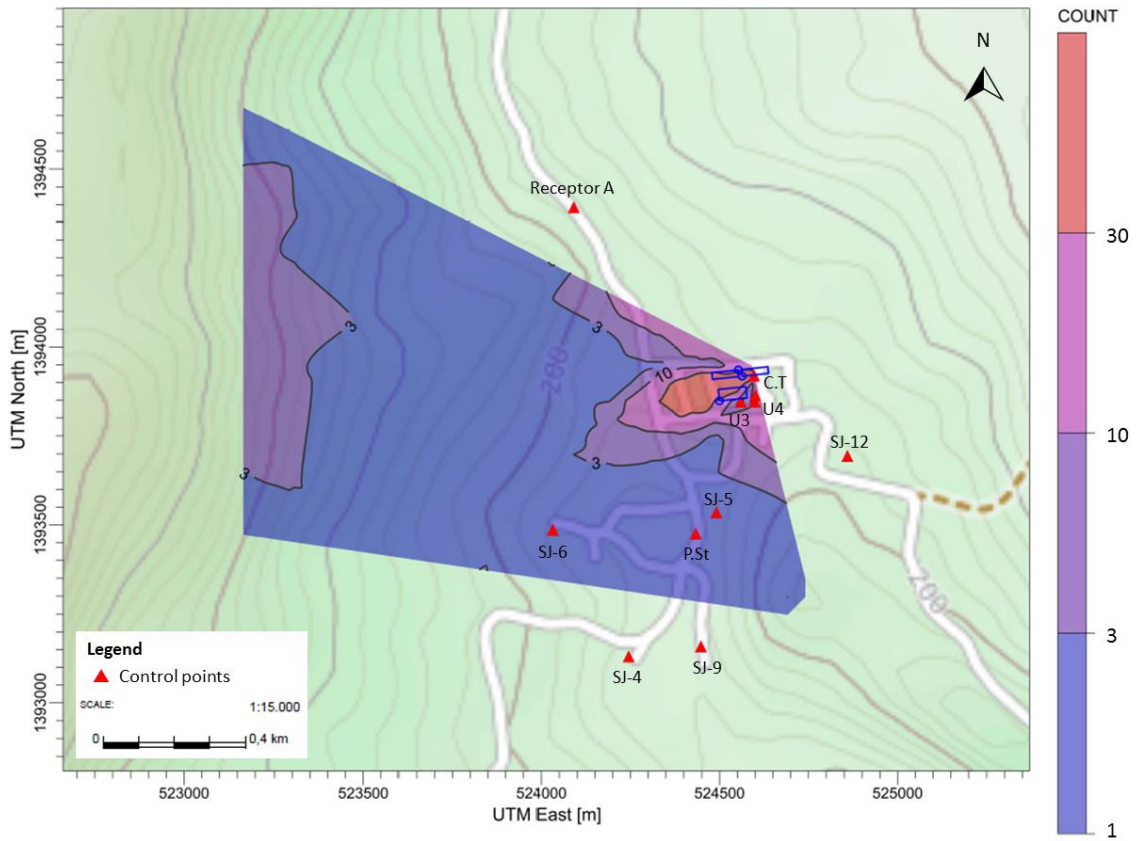 COUNT
N
1394500
Receptor A
30
3
3
1394000
200
10
C.T
U4
U3
10
3
SJ-12
3
SJ-5
1393500
SJ-6
P.St
200
3
SJ-4
SJ-9
Legend
Control points
SCALE:
1:15.000
0
0,4 km
1393000
UTM North [m]
1
523000
523500
524000
524500
525000
UTM East [m]